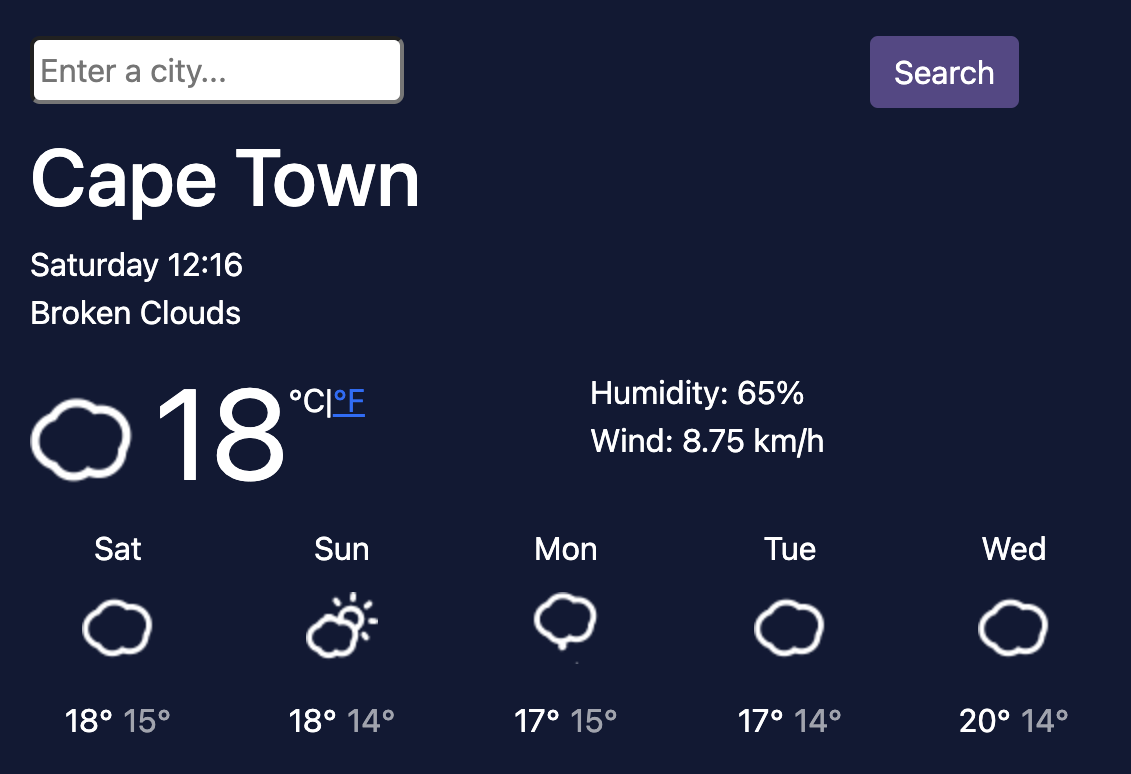 Enter a city...
Search
Cape Town
Saturday 12:16
Broken Clouds
18 °C|°F
Humidity: 65%
Wind: 8.75 km/h
Sat Sun Mon Tue Wed
18° 15° 18° 14° 17° 15° 17° 14° 20° 14°